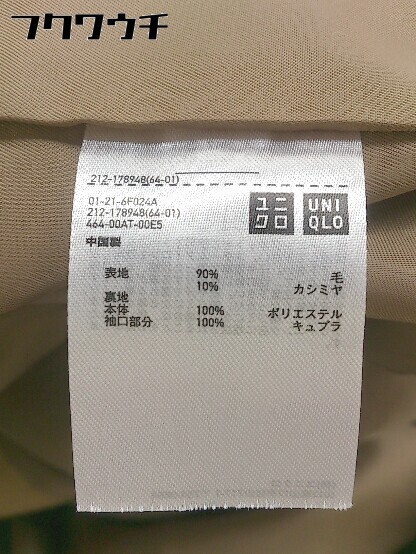 フクワウチ
212-178948(64-01)
01-21-6F024A
212-178948(64-01)
464-00AT-00E5
中国製
ユニ
クロ
UNI
QLO
表地 90% 毛
10% カシミヤ
裏地
本体 100% ポリエステル
袖口部分 100% キュプラ